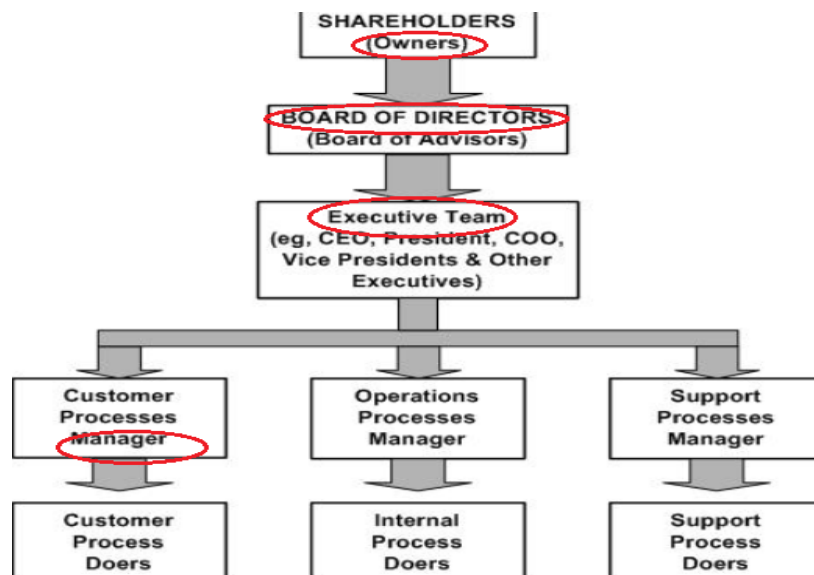 SHAREHOLDERS
(Owners)
BOARD OF DIRECTORS
(Board of Advisors)
Executive Team
(eg, CEO, President, COO,
Vice Presidents & Other
Executives)
Customer
Processes
Manager
Operations
Processes
Manager
Support
Processes
Manager
Customer
Process
Doers
Internal
Process
Doers
Support
Process
Doers